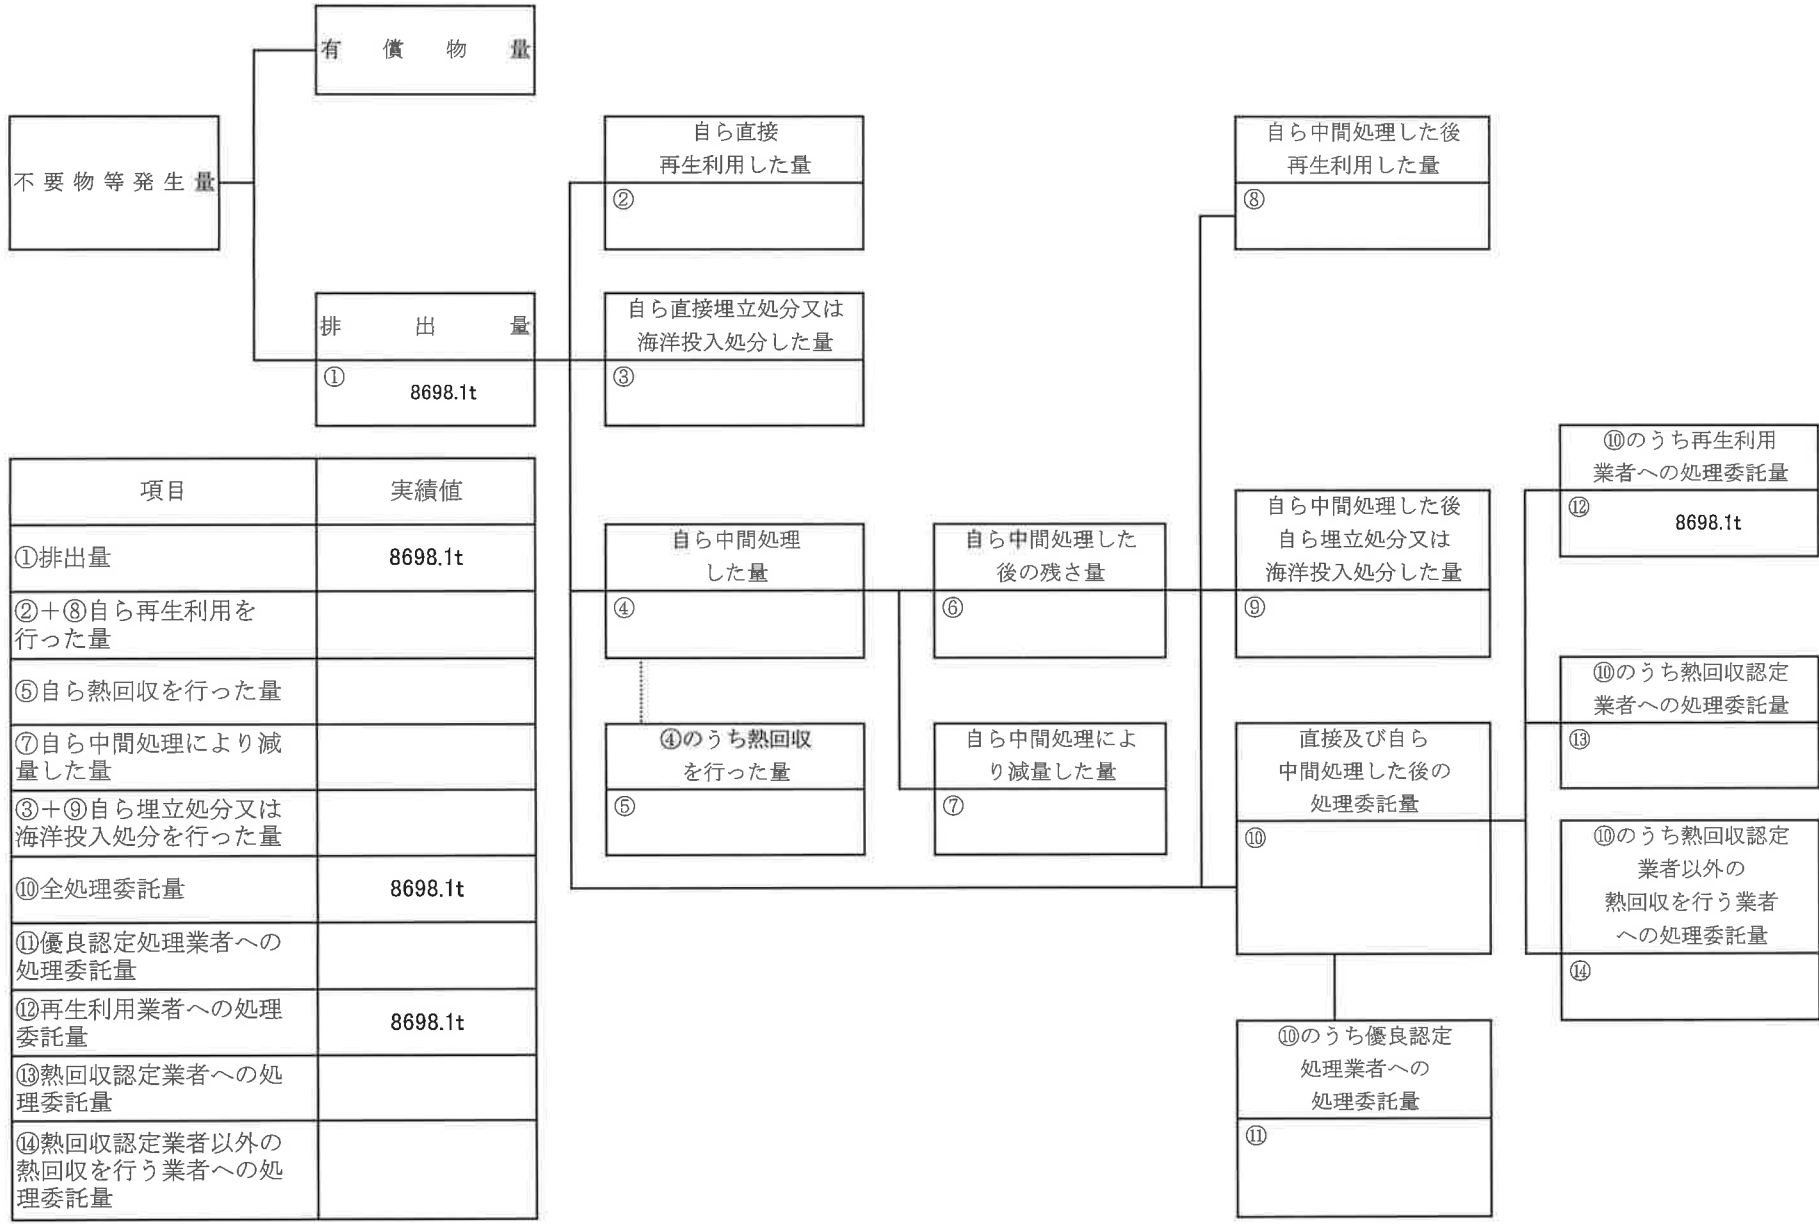 有償物量
不要物等発生量
排出量
①
8698.1t
自ら直接
再生利用した量
②
自ら直接埋立処分又は
海洋投入処分した量
③
自ら中間処理
した量
④
④のうち熱回収
を行った量
⑤
自ら中間処理した
後の残さ量
⑥
自ら中間処理によ
り減量した量
⑦
自ら中間処理した後
再生利用した量
⑧
自ら中間処理した後
自ら埋立処分又は
海洋投入処分した量
⑨
直接及び自ら
中間処理した後の
処理委託量
⑩
⑩のうち優良認定
処理業者への
処理委託量
⑪
⑩のうち再生利用
業者への処理委託量
⑫
8698.1t
⑩のうち熱回収認定
業者への処理委託量
⑬
⑩のうち熱回収認定
業者以外の
熱回収を行う業者
への処理委託量
⑭
項目 実績値
①排出量 8698.1t
②+⑧自ら再生利用を
行った量
⑤自ら熱回収を行った量
⑦自ら中間処理により減
量した量
③+⑨自ら埋立処分又は
海洋投入処分を行った量
⑩全処理委託量 8698.1t
⑪優良認定処理業者への
処理委託量
⑫再生利用業者への処理
委託量 8698.1t
⑬熱回収認定業者への処
理委託量
⑭熱回収認定業者以外の
熱回収を行う業者への処
理委託量